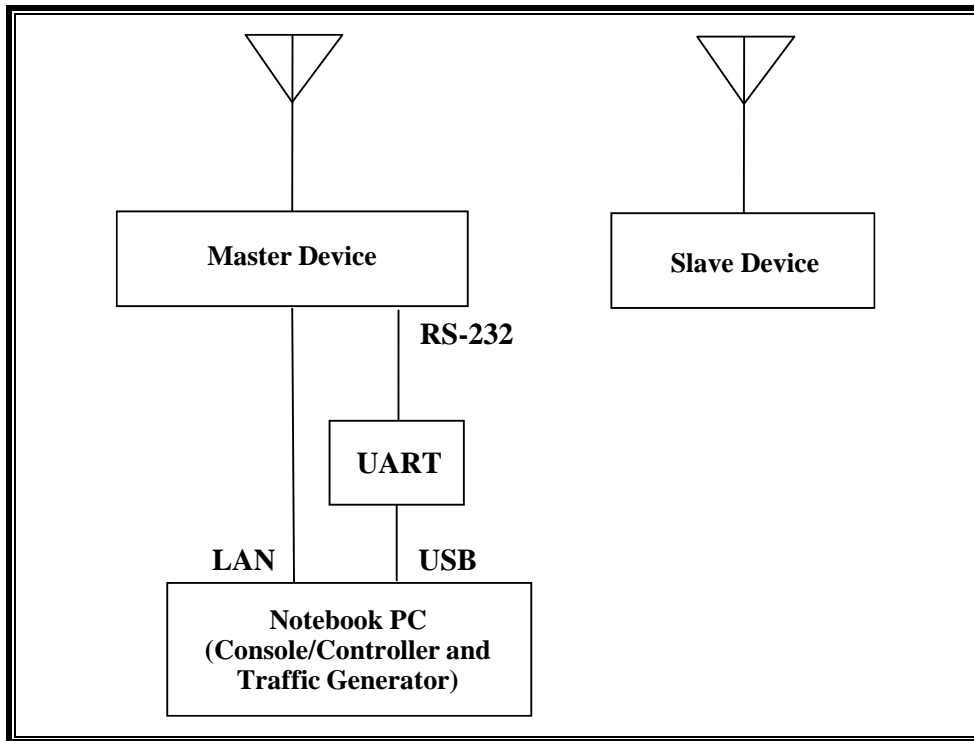 Master Device
Slave Device
RS-232
UART
LAN
USB
Notebook PC
(Console/Controller and
Traffic Generator)